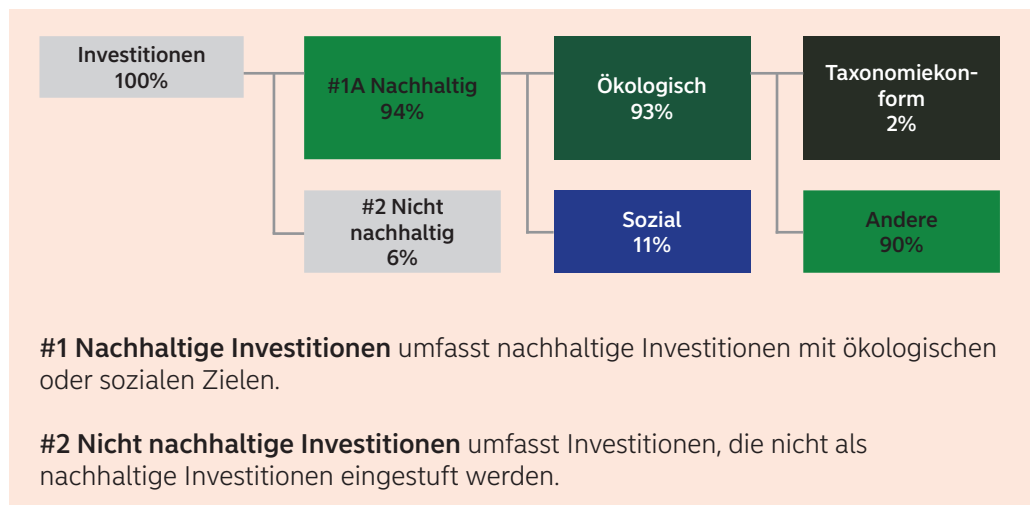 Investitionen
100%
#1A Nachhaltig
94%
Ökologisch
93%
Taxonomiekon-
form
2%
#2 Nicht
nachhaltig
6%
Sozial
11%
Andere
90%
#1 Nachhaltige Investitionen umfasst nachhaltige Investitionen mit ökologischen
oder sozialen Zielen.
#2 Nicht nachhaltige Investitionen umfasst Investitionen, die nicht als
nachhaltige Investitionen eingestuft werden.